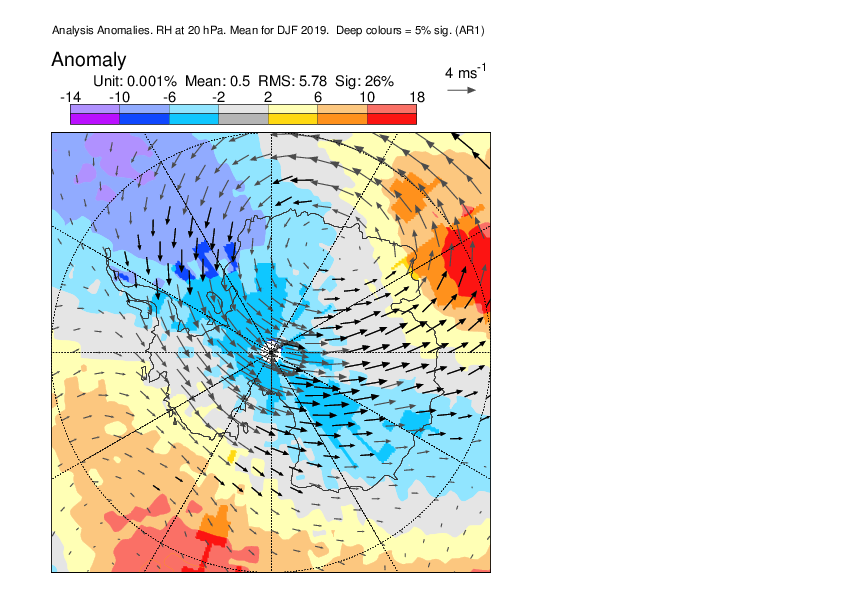 Analysis Anomalies. RH at 20 hPa. Mean for DJF 2019.  Deep colours = 5% sig. (AR1)
Anomaly
Unit: 0.001%  Mean: 0.5  RMS: 5.78  Sig: 26%
4 ms-1
-14 -10 -6 -2 2 6 10 18